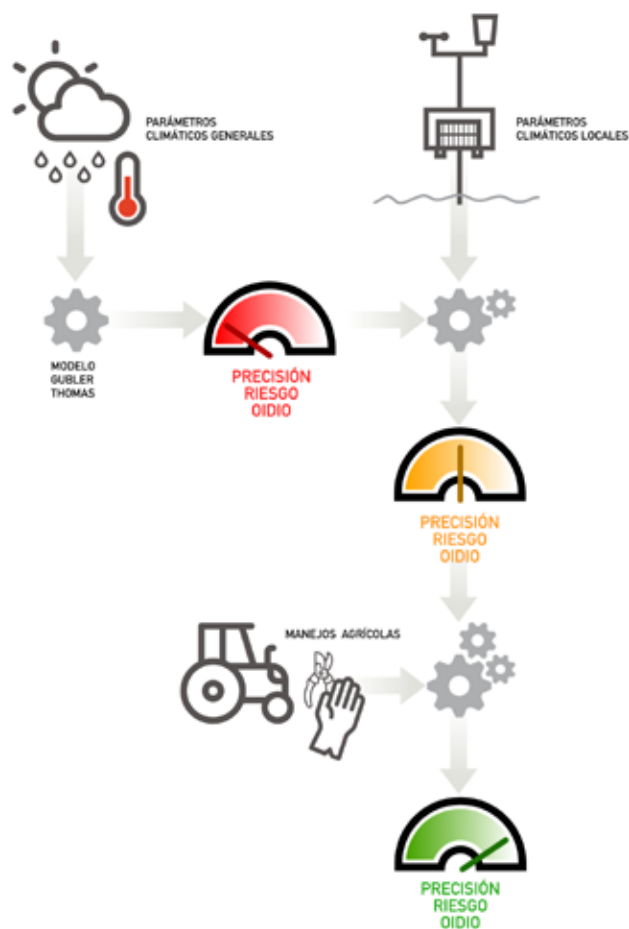 PARÁMETROS
CLIMÁTICOS GENERALES
PARÁMETROS
CLIMÁTICOS LOCALES
MODELO
GUBLER
THOMAS
PRECISIÓN
RIESGO
OIDIO
PRECISIÓN
RIESGO
OIDIO
MANEJOS AGRÍCOLAS
PRECISIÓN
RIESGO
OIDIO